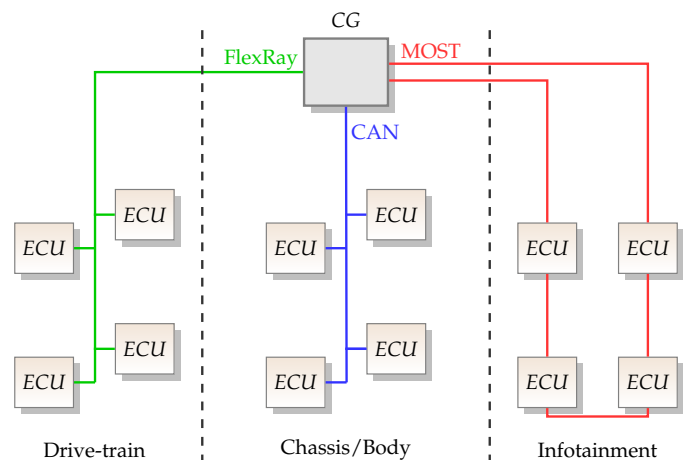 CG
FlexRay
MOST
CAN
ECU
ECU
ECU
ECU
ECU
ECU
ECU
ECU
ECU
ECU
ECU
ECU
Drive-train
Chassis/Body
Infotainment